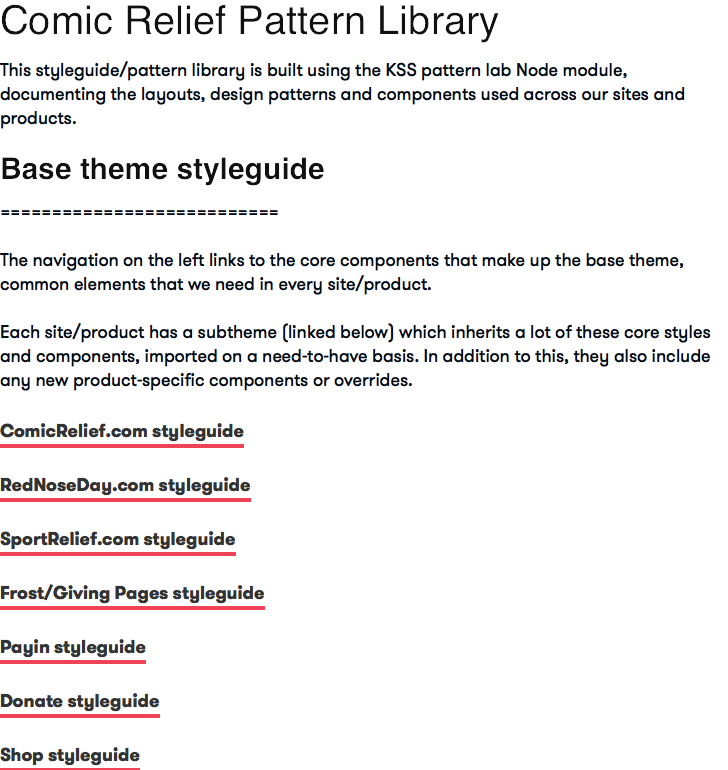 Comic Relief Pattern Library
This styleguide/pattern library is built using the KSS pattern lab Node module,
documenting the layouts, design patterns and components used across our sites and
products.
Base theme styleguide
===========================
The navigation on the left links to the core components that make up the base theme,
common elements that we need in every site/product.
Each site/product has a subtheme (linked below) which inherits a lot of these core styles
and components, imported on a need-to-have basis. In addition to this, they also include
any new product-specific components or overrides.
ComicRelief.com styleguide
RedNoseDay.com styleguide
SportRelief.com styleguide
Frost/Giving Pages styleguide
Payin styleguide
Donate styleguide
Shop styleguide